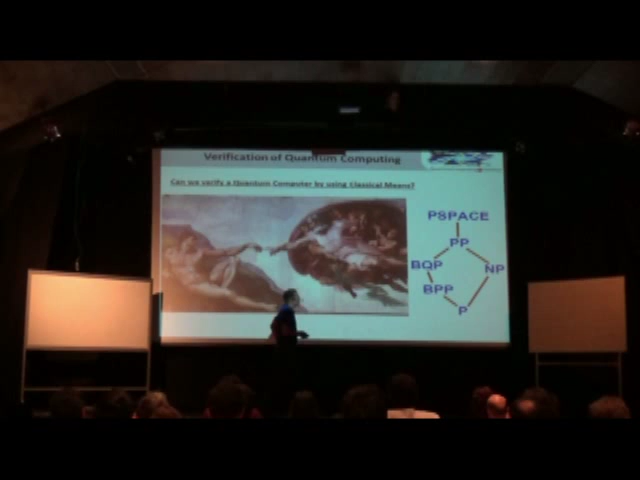 Verification of Quantum Computing
Can we verify a Quantum Computer by using Classical Means?
PSPACE
PP
BQP
NP
BPP
P